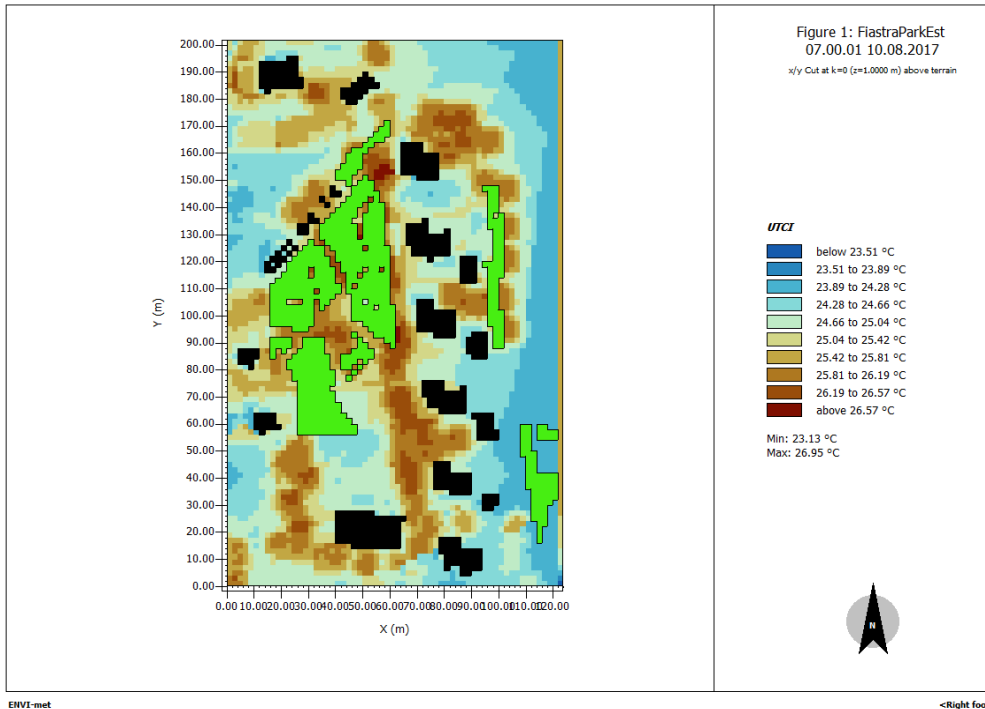 Figure 1: FiastraParkEst
07.00.01 10.08.2017
x/y Cut at k=0 (z=1.0000 m) above terrain
200.00
190.00
180.00
170.00
160.00
150.00
140.00
130.00
120.00
110.00
100.00
90.00
80.00
70.00
60.00
50.00
40.00
30.00
20.00
10.00
0.00
Y (m)
0.00 10.00 20.00 30.00 40.00 50.00 60.00 70.00 80.00 90.00 100.00 110.00 120.00
X (m)
UTCI
below 23.51 °C
23.51 to 23.89 °C
23.89 to 24.28 °C
24.28 to 24.66 °C
24.66 to 25.04 °C
25.04 to 25.42 °C
25.42 to 25.81 °C
25.81 to 26.19 °C
26.19 to 26.57 °C
above 26.57 °C
Min: 23.13 °C
Max: 26.95 °C
N
ENVI-met
<Right foo